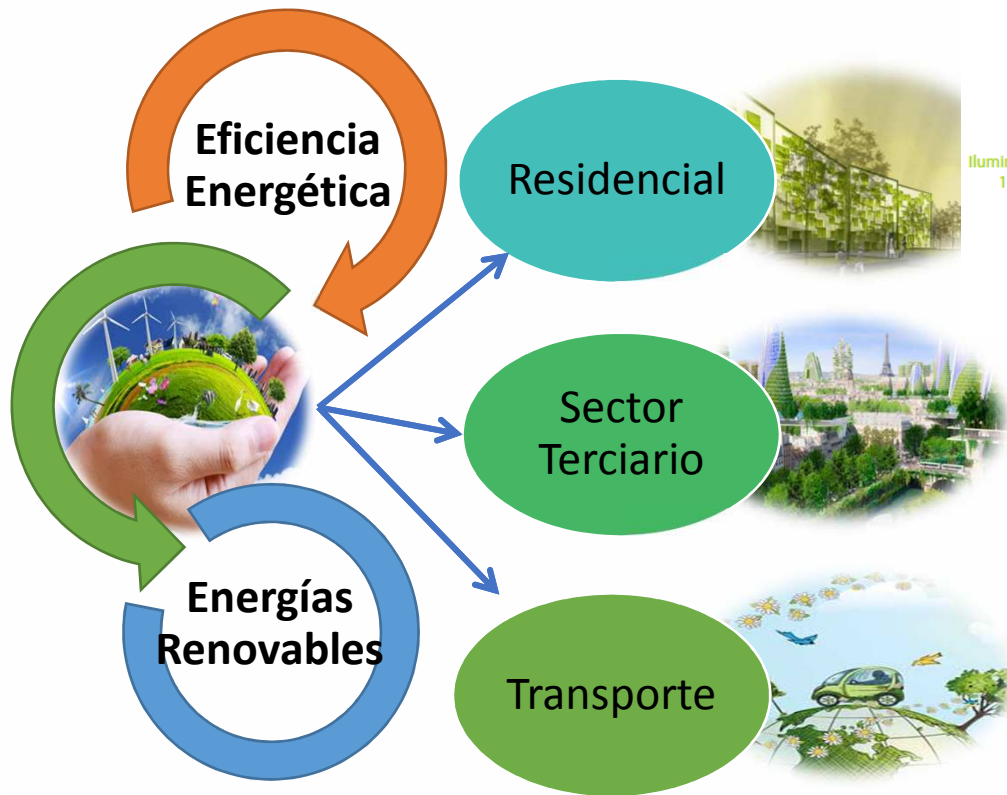 Eficiencia
Energética
Residencial
Sector
Terciario
Energías
Renovables
Transporte